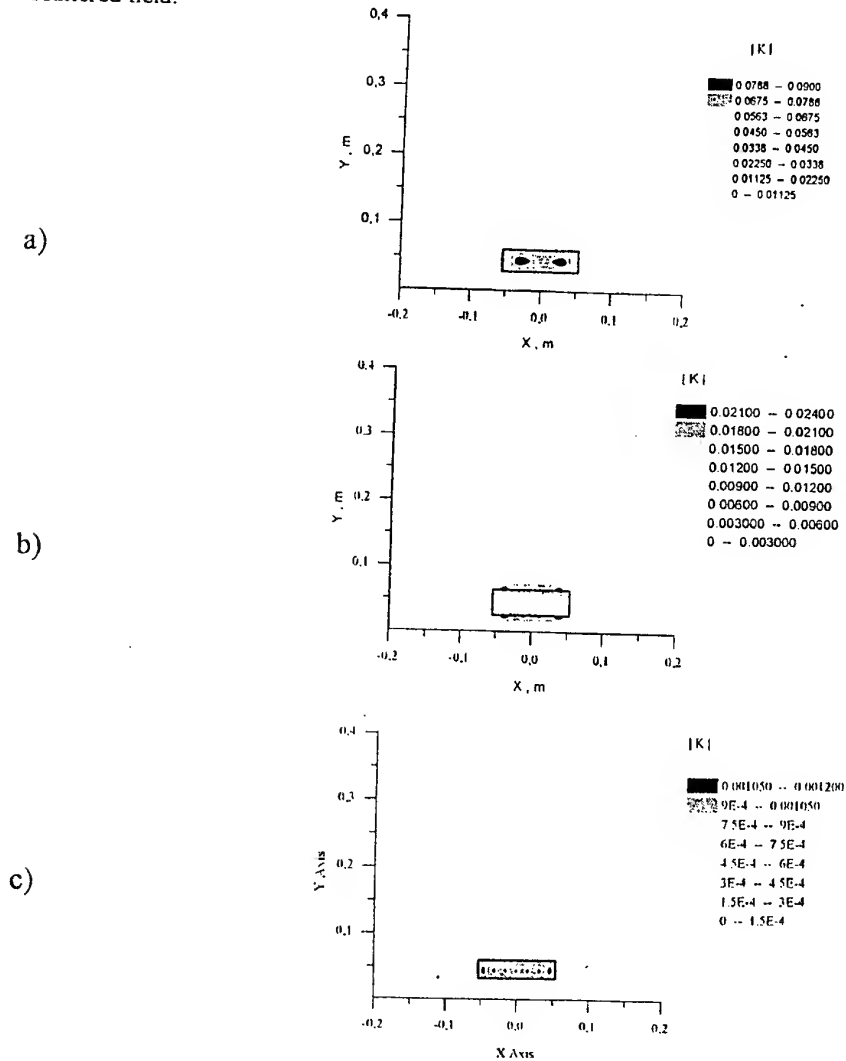 0,4
|K|
0.0788 – 0.0900
0.0675 – 0.0788
0.0563 – 0.0675
0.0450 – 0.0563
0.0338 – 0.0450
0.02250 – 0.0338
0.01125 – 0.02250
0 – 0.01125
0,3
Y, m
0,2
0,1
a)
-0.2
-0.1
0,0
0,1
0,2
X, m
0,4
|K|
0.02100 – 0.02400
0.01800 – 0.02100
0.01500 – 0.01800
0.01200 – 0.01500
0.00900 – 0.01200
0.00600 – 0.00900
0.003000 – 0.00600
0 – 0.003000
0,3
Y, m
0,2
0,1
b)
-0.2
-0.1
0,0
0,1
0,2
X, m
0,4
|K|
0.001050 -- 0.001200
9E-4 -- 0.001050
7.5E-4 -- 9E-4
6E-4 -- 7.5E-4
4.5E-4 -- 6E-4
3E-4 -- 4.5E-4
1.5E-4 -- 3E-4
0 -- 1.5E-4
0,3
Y Axis
0,2
0,1
c)
-0,2
-0,1
0,0
0,1
0,2
X Axis